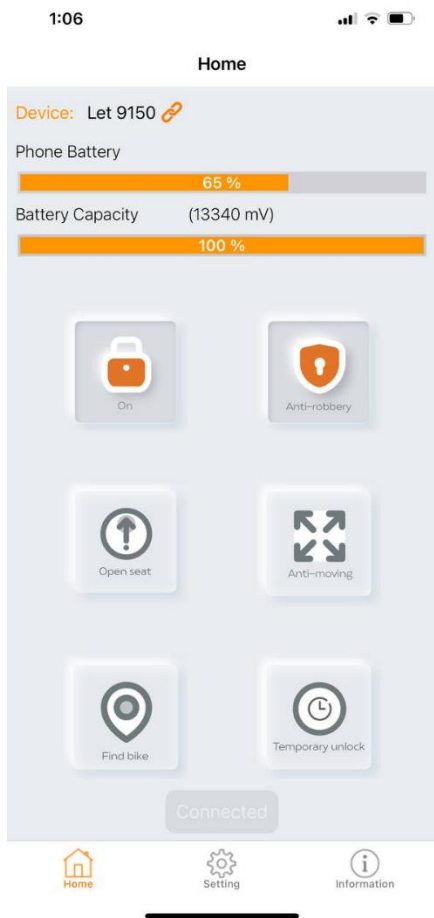 1:06
Home
Device: Let 9150
Phone Battery
65 %
Battery Capacity (13340 mV)
100 %
On Anti-robbery
Open seat Anti-moving
Find bike Temporary unlock
Connected
Home Setting Information